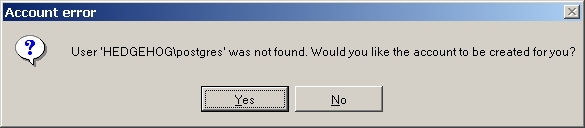 Account error
User 'HEDGEHOG\postgres' was not found. Would you like the account to be created for you?
Yes
No